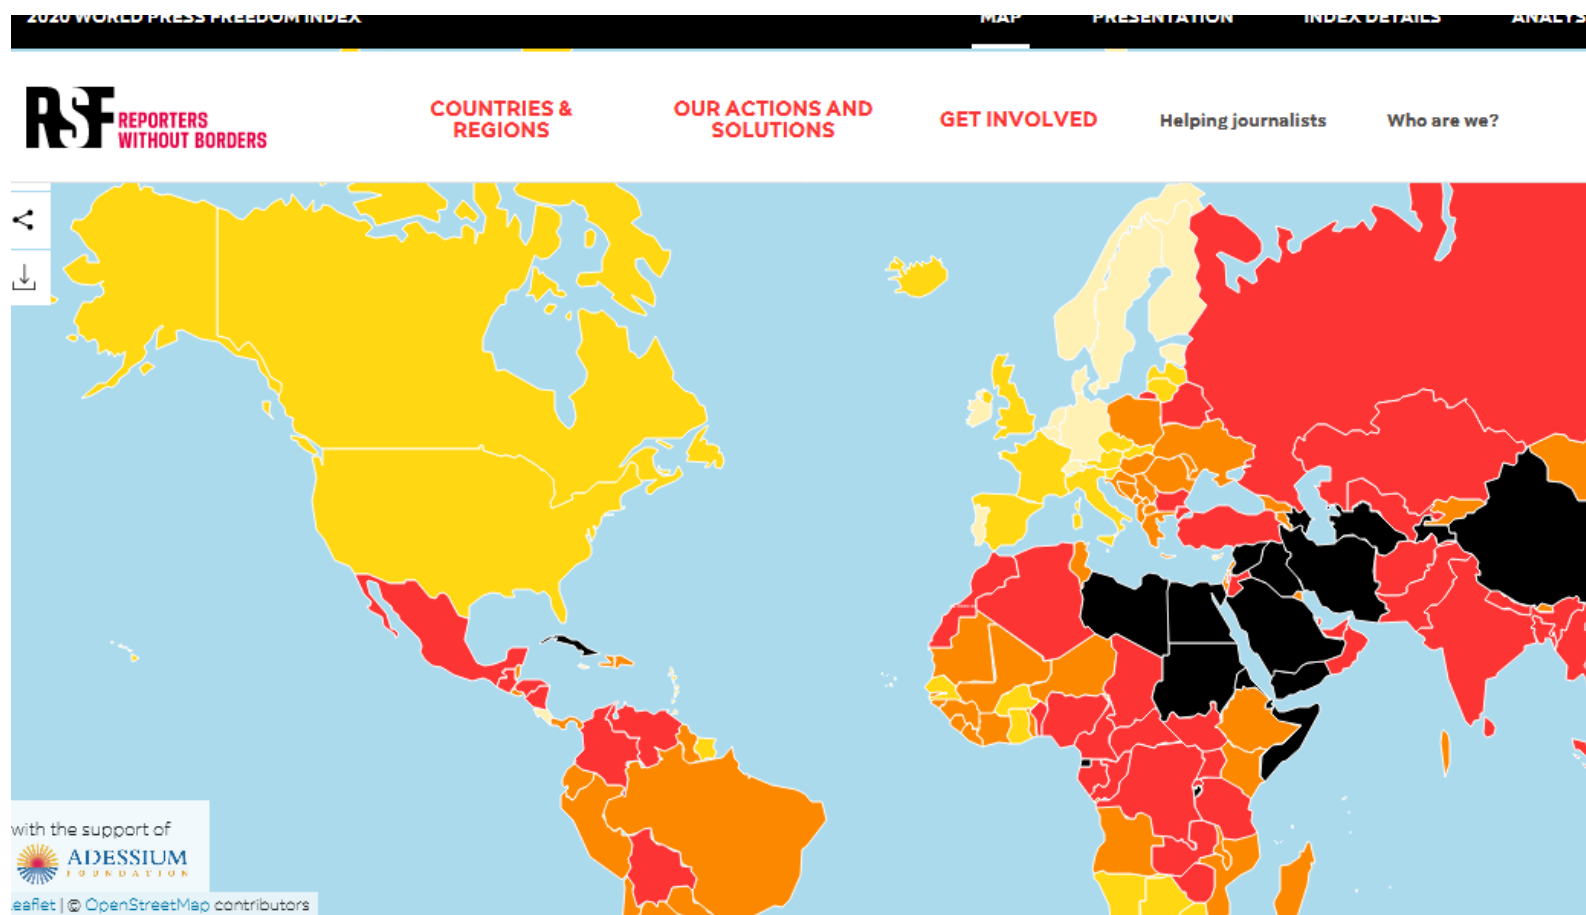 2020 WORLD PRESS FREEDOM INDEX
MAP
PRESENTATION
INDEX DETAILS
ANALYS
RSF REPORTERS
WITHOUT BORDERS
COUNTRIES &
REGIONS
OUR ACTIONS AND
SOLUTIONS
GET INVOLVED
Helping journalists
Who are we?
with the support of
ADESSIUM
FOUNDATION
eaflet | © OpenStreetMap contributors